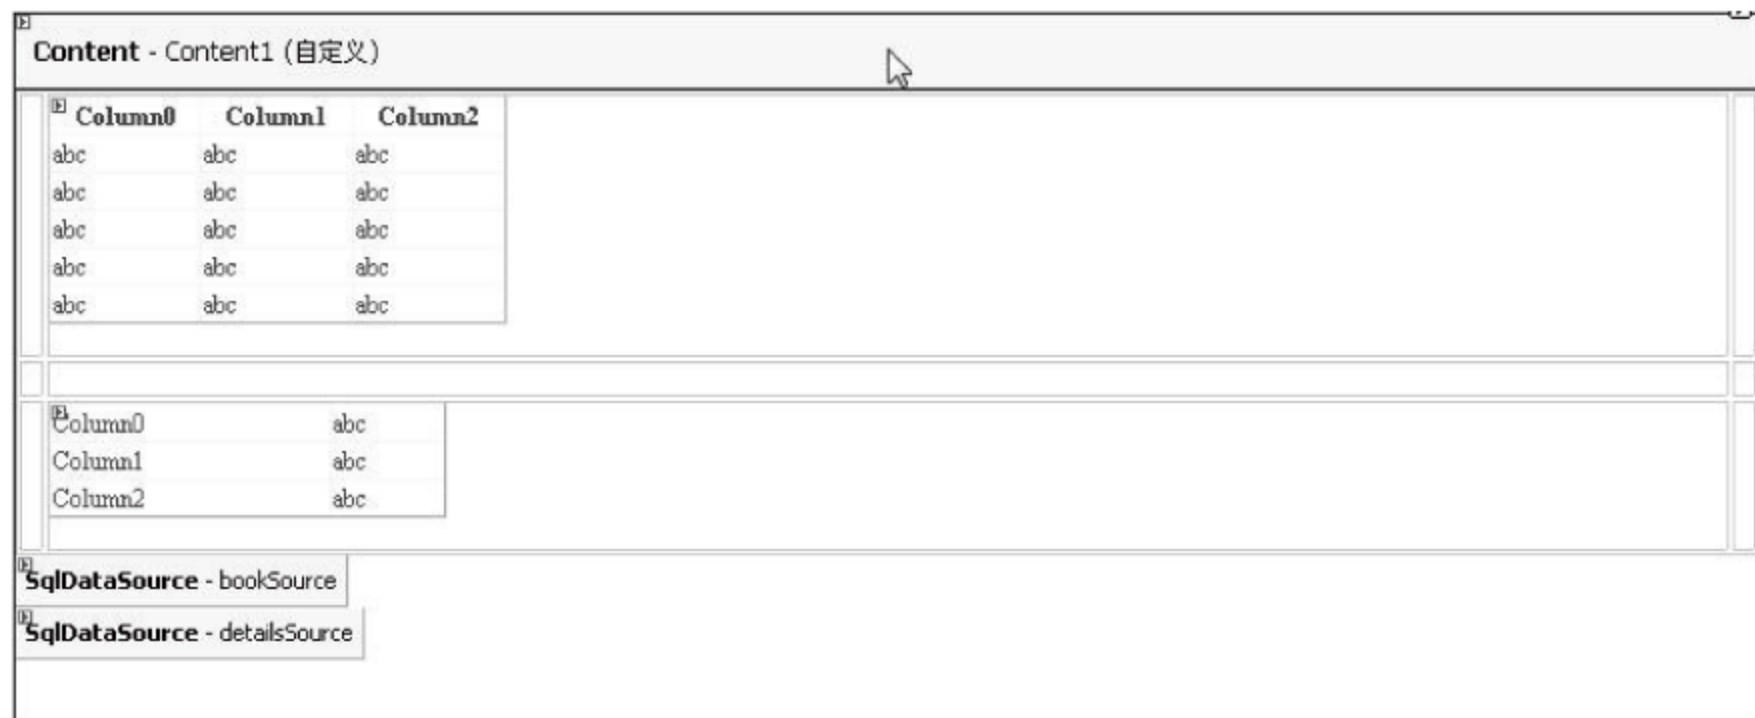 Content - Content1 (自定义)
Column0 Column1 Column2
abc abc abc
abc abc abc
abc abc abc
abc abc abc
abc abc abc
Column0 abc
Column1 abc
Column2 abc
SqlDataSource - bookSource
SqlDataSource - detailsSource